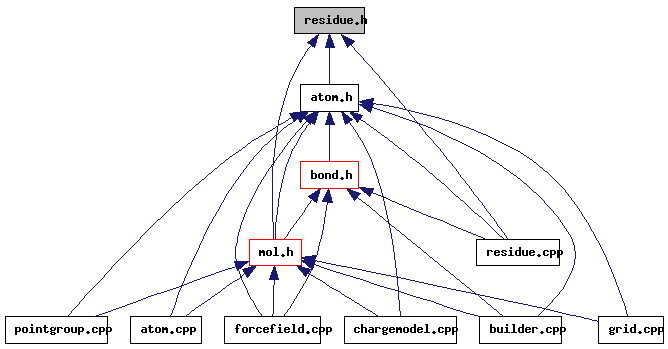 residue.h
atom.h
bond.h
mol.h
residue.cpp
pointgroup.cpp
atom.cpp
forcefield.cpp
chargemodel.cpp
builder.cpp
grid.cpp